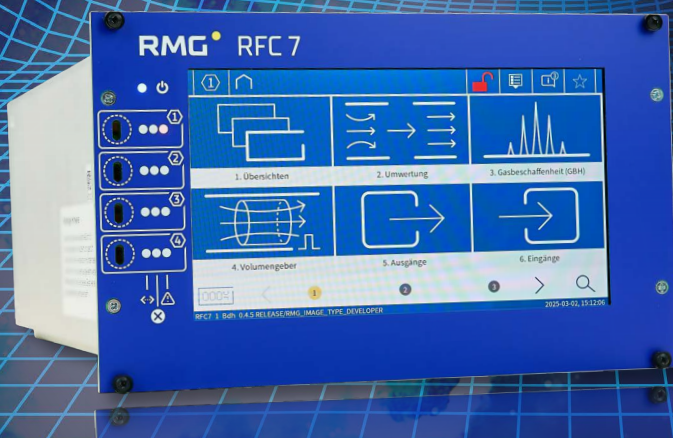 RMG RFC 7
1
1. Übersichten
2. Umwertung
3. Gasbeschaffenheit (GBH)
4. Volumengeber
5. Ausgänge
6. Eingänge
1
2
3
4
0004
1 2 3
RFC7 1 Bdh 0.4.5 RELEASE/RMG_IMAGE_TYPE_DEVELOPER
2025-03-02, 15:12:06